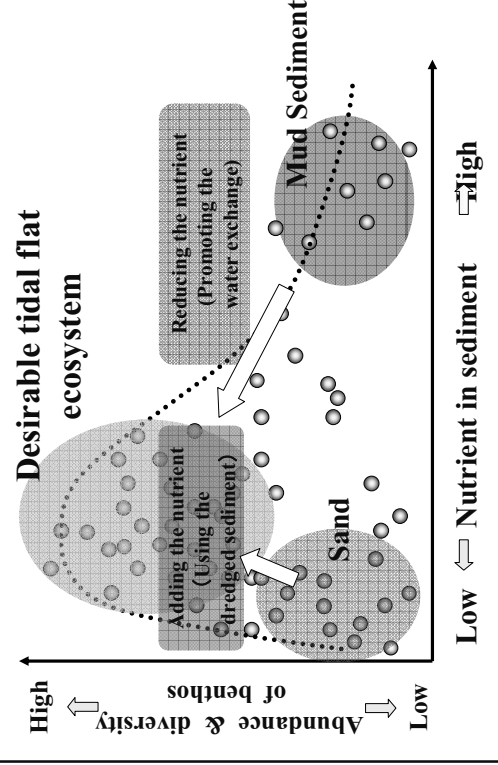 Desirable tidal flat
ecosystem
Reducing the nutrient
(Promoting the
water exchange)
Mud Sediment
Adding the nutrient
(Using the
dredged sediment)
Sand
High
Abundance & diversity
of benthos
Low
Low
Nutrient in sediment
High